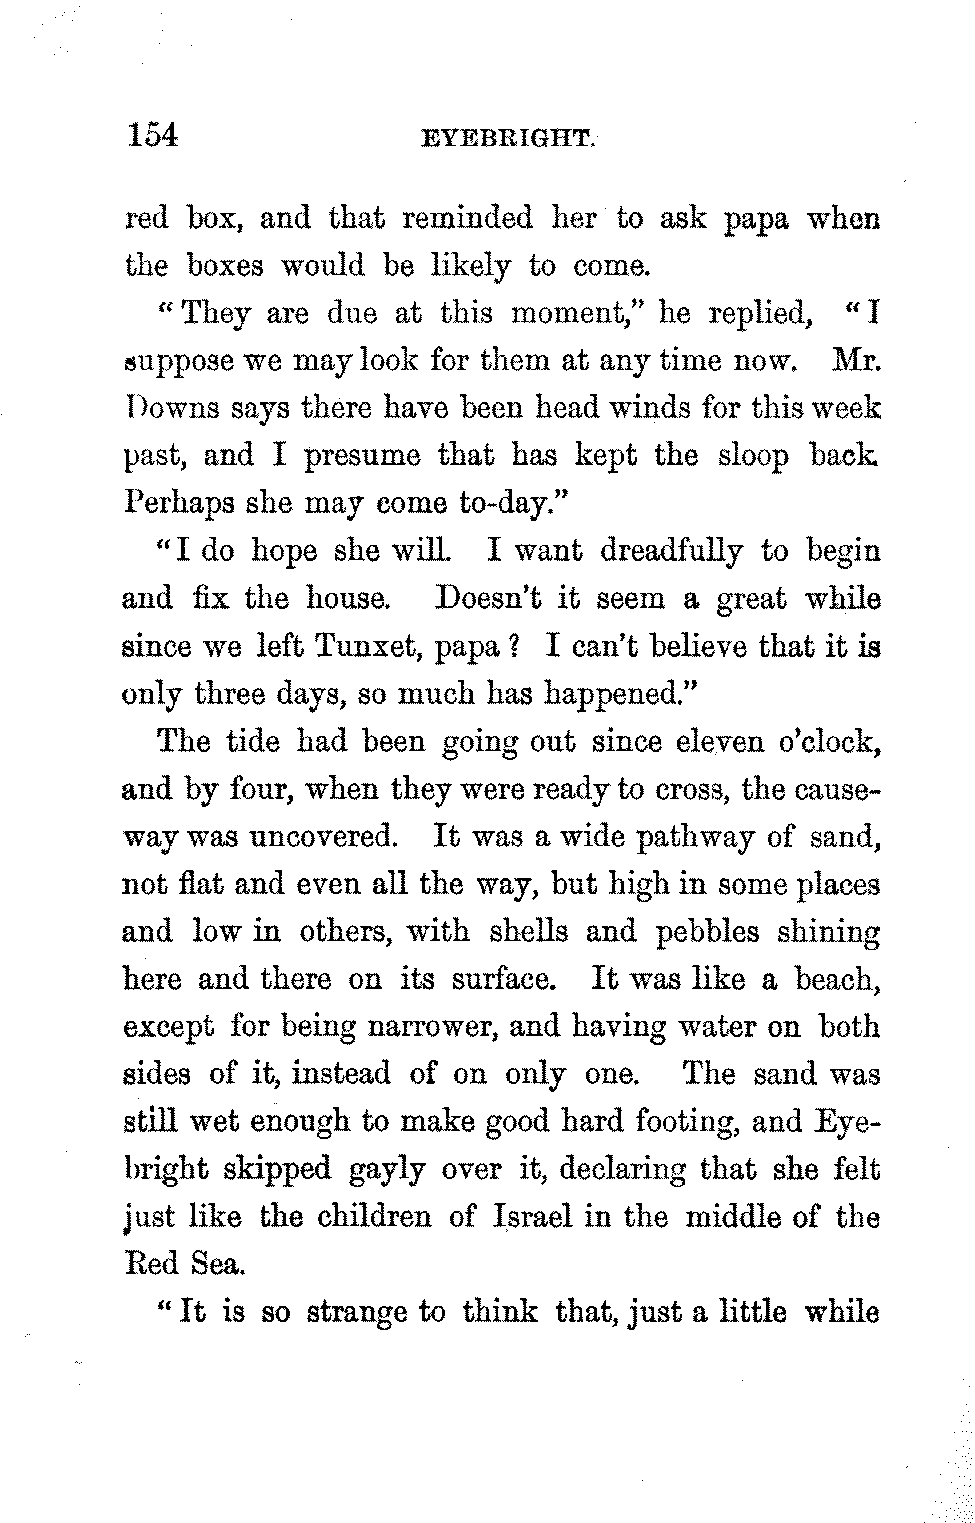 154 EYEBRIGHT.
red box, and that reminded her to ask papa when
the boxes would be likely to come.
"They are due at this moment," he replied, "I
suppose we may look for them at any time now. Mr.
Downs says there have been head winds for this week
past, and I presume that has kept the sloop back.
Perhaps she may come to-day."
"I do hope she will. I want dreadfully to begin
and fix the house. Doesn't it seem a great while
since we left Tunxet, papa? I can't believe that it is
only three days, so much has happened."
The tide had been going out since eleven o'clock,
and by four, when they were ready to cross, the cause-
way was uncovered. It was a wide pathway of sand,
not flat and even all the way, but high in some places
and low in others, with shells and pebbles shining
here and there on its surface. It was like a beach,
except for being narrower, and having water on both
sides of it, instead of on only one. The sand was
still wet enough to make good hard footing, and Eye-
bright skipped gayly over it, declaring that she felt
just like the children of Israel in the middle of the
Red Sea.
"It is so strange to think that, just a little while